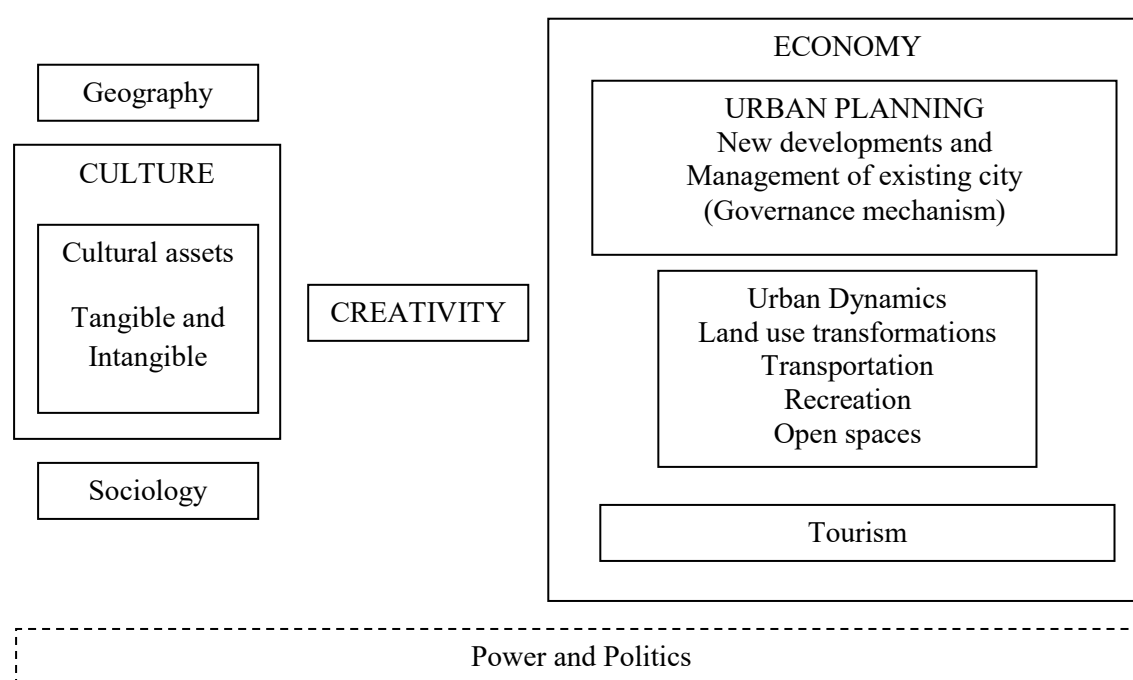 Geography
CULTURE
Cultural assets
Tangible and
Intangible
Sociology
CREATIVITY
ECONOMY
URBAN PLANNING
New developments and
Management of existing city
(Governance mechanism)
Urban Dynamics
Land use transformations
Transportation
Recreation
Open spaces
Tourism
Power and Politics